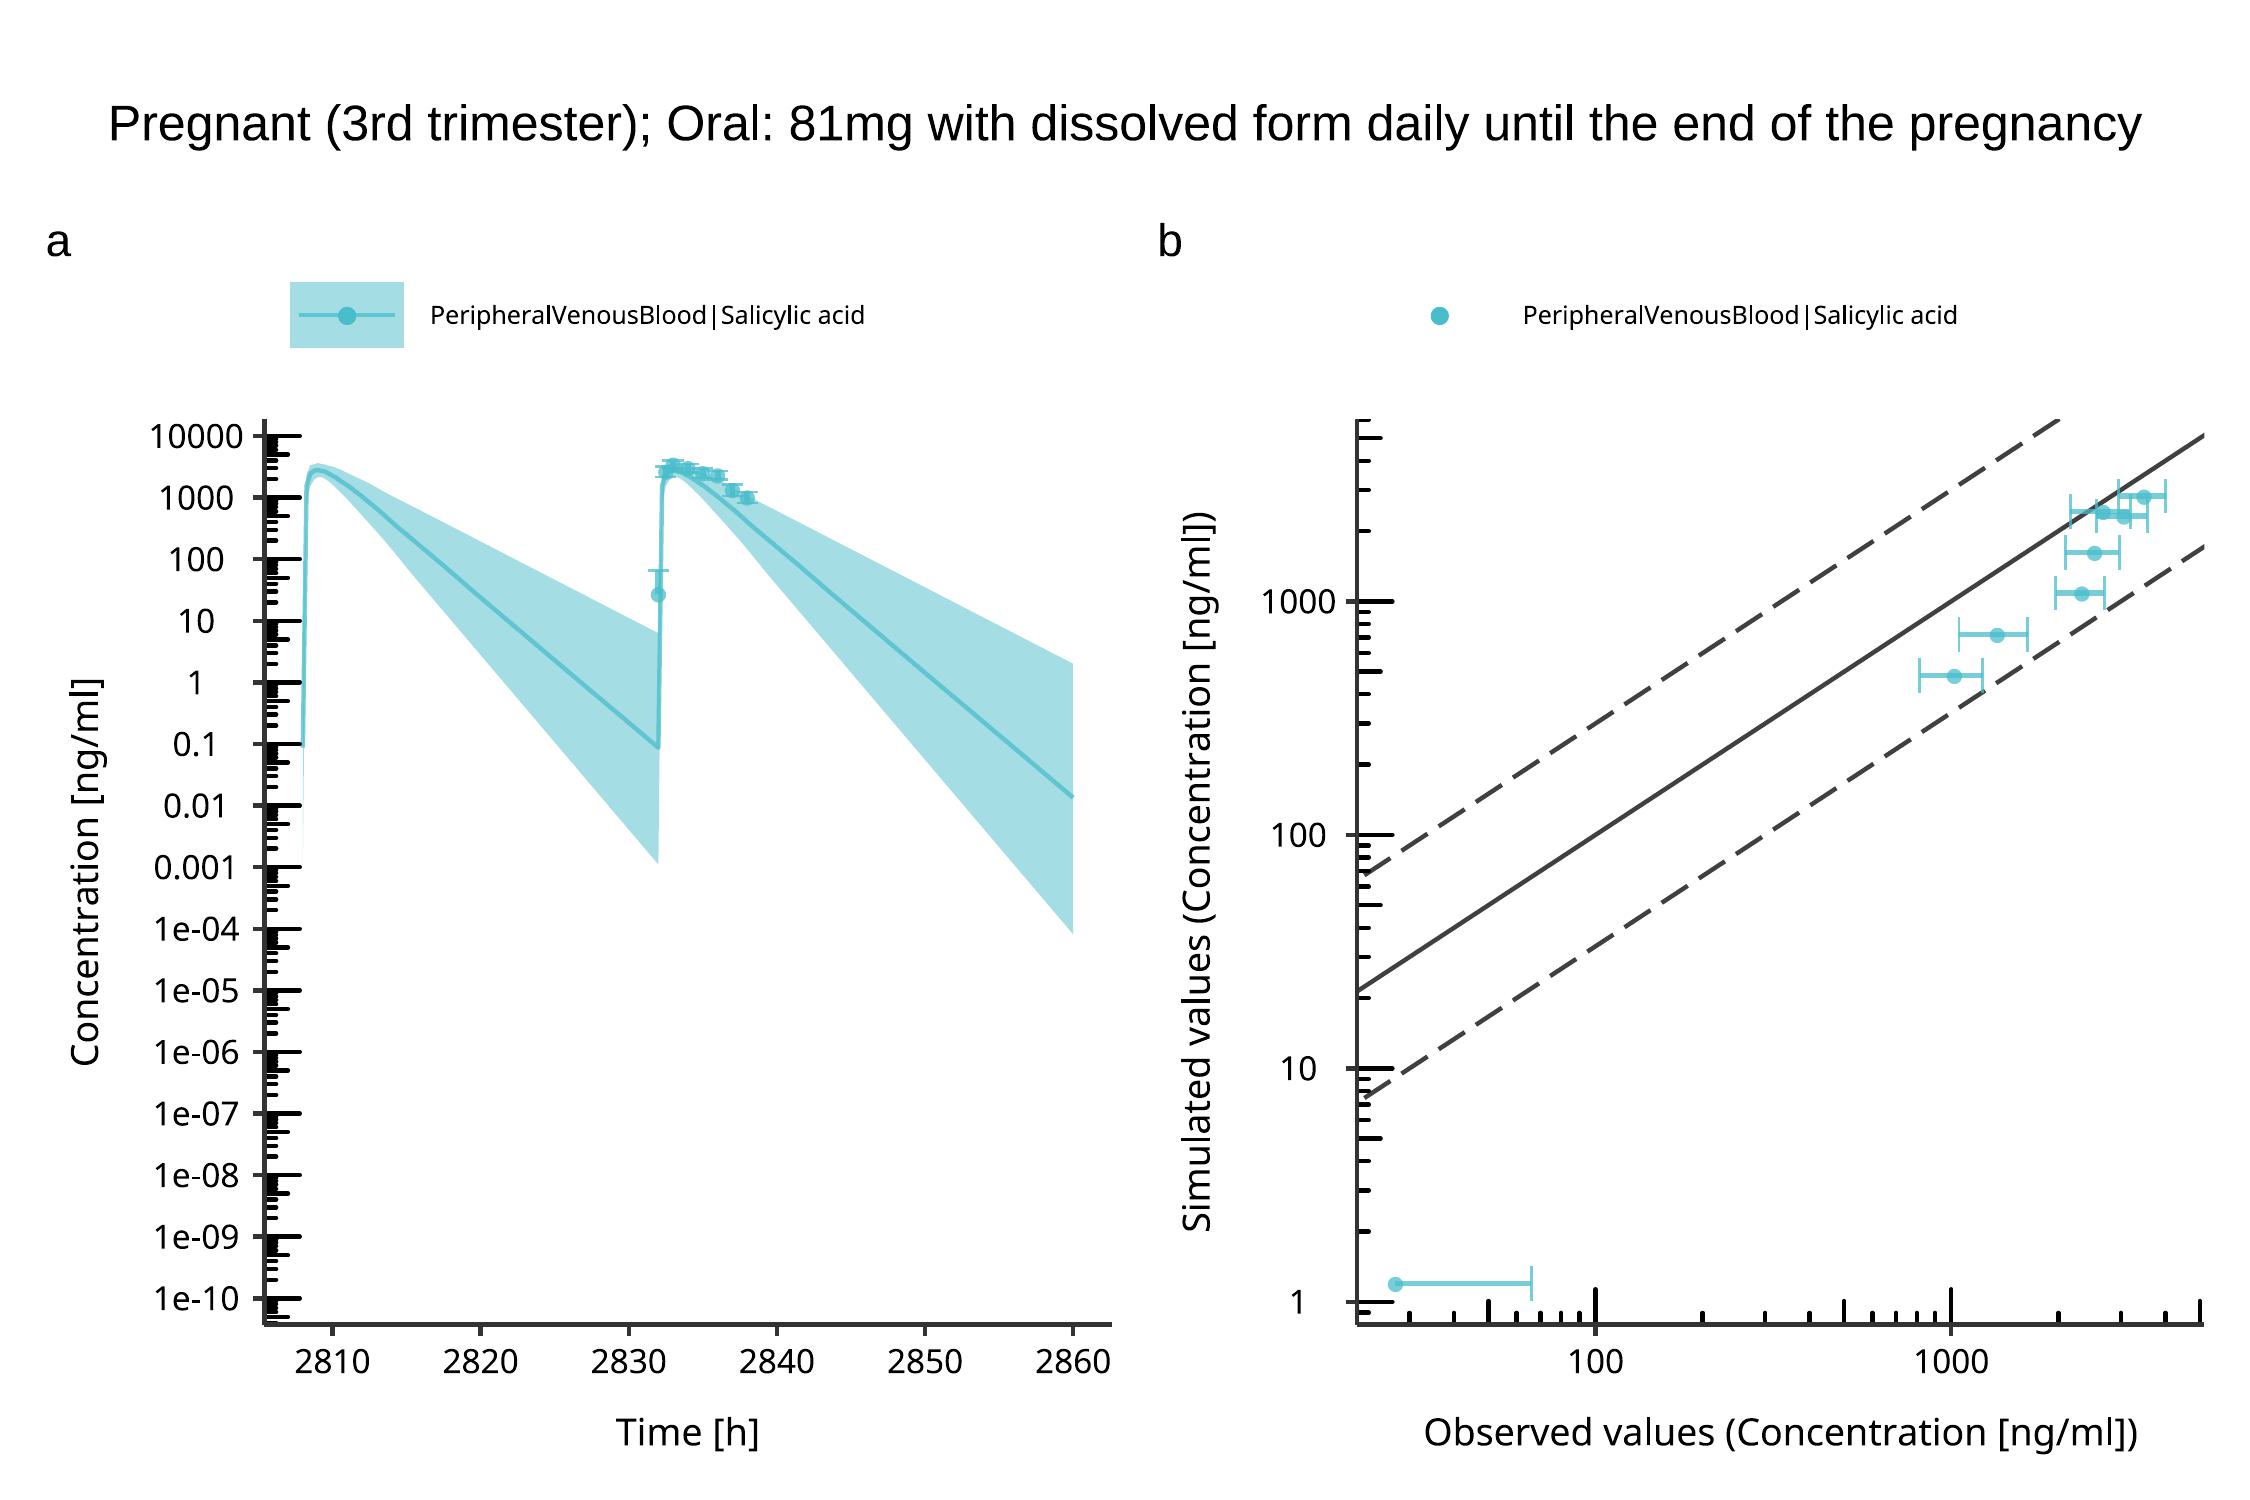 Pregnant (3rd trimester); Oral: 81mg with dissolved form daily until the end of the pregnancy
a
PeripheralVenousBlood|Salicylic acid
Concentration [ng/ml]
10000
1000
100
10
1
0.1
0.01
0.001
1e-04
1e-05
1e-06
1e-07
1e-08
1e-09
1e-10
2810 2820 2830 2840 2850 2860
Time [h]
b
PeripheralVenousBlood|Salicylic acid
Simulated values (Concentration [ng/ml])
1000
100
10
1
100 1000
Observed values (Concentration [ng/ml])